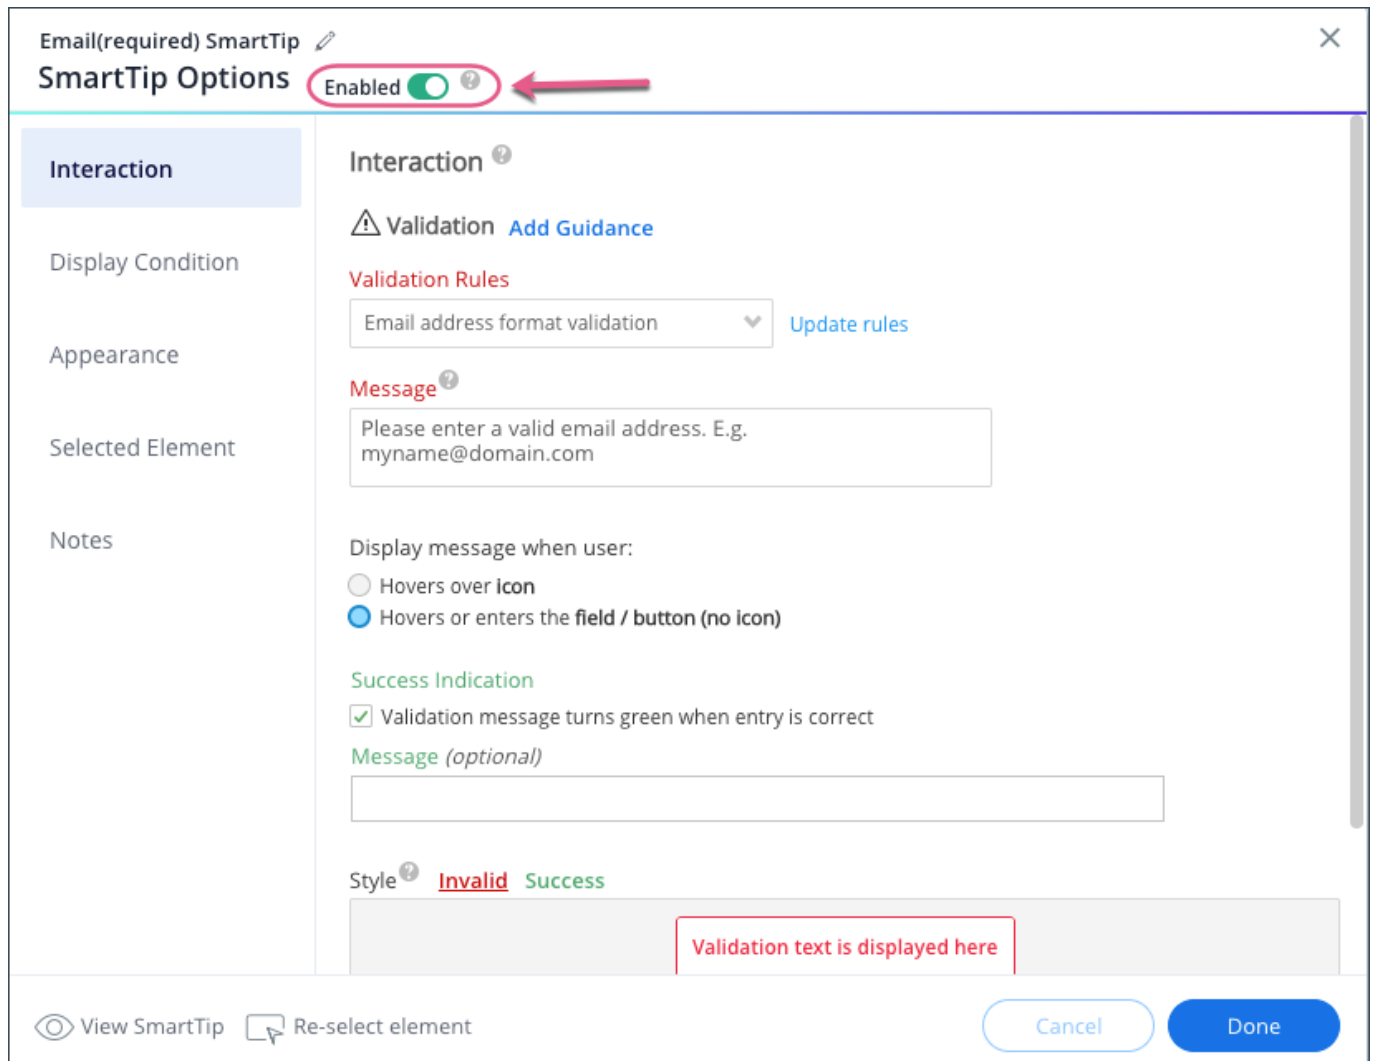 Email(required) SmartTip
SmartTip Options Enabled ?
Interaction
Display Condition
Appearance
Selected Element
Notes
Interaction ?
Validation Add Guidance
Validation Rules
Email address format validation Update rules
Message ?
Please enter a valid email address. E.g.
myname@domain.com
Display message when user:
Hovers over icon
Hovers or enters the field / button (no icon)
Success Indication
Validation message turns green when entry is correct
Message (optional)
Style ? Invalid Success
Validation text is displayed here
View SmartTip Re-select element Cancel Done